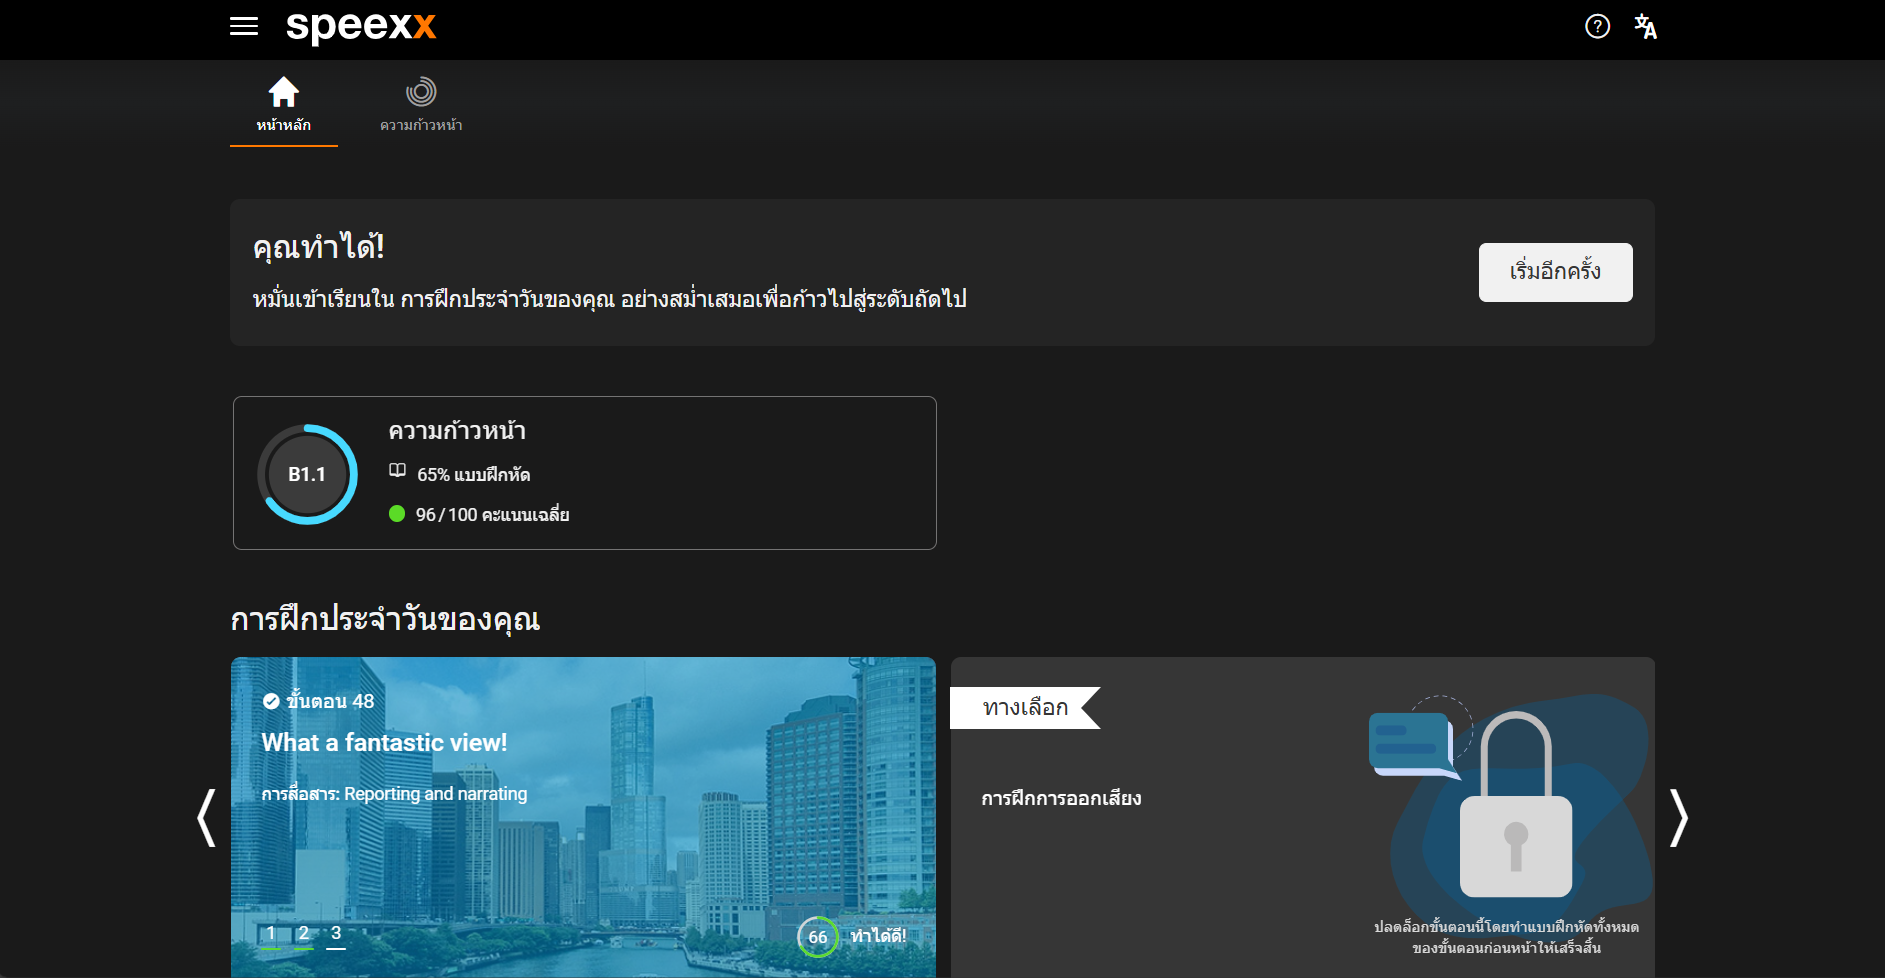 speexx
หน้าหลัก
ความก้าวหน้า
คุณทำได้!
หมั่นเข้าเรียนใน การฝึกประจำวันของคุณ อย่างสม่ำเสมอเพื่อก้าวไปสู่ระดับถัดไป
เริ่มอีกครั้ง
B1.1
ความก้าวหน้า
65% แบบฝึกหัด
96 / 100 คะแนนเฉลี่ย
การฝึกประจำวันของคุณ
ขั้นตอน 48
What a fantastic view!
การสื่อสาร: Reporting and narrating
1 2 3
66 ทำได้ดี!
ทางเลือก
การฝึกการออกเสียง
ปลดล็อกขั้นตอนนี้โดยทำแบบฝึกหัดทั้งหมด
ของขั้นตอนก่อนหน้าให้เสร็จสิ้น